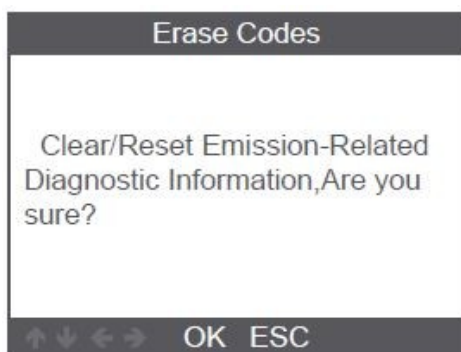 Erase Codes
Clear/Reset Emission-Related
Diagnostic Information,Are you
sure?
OK ESC